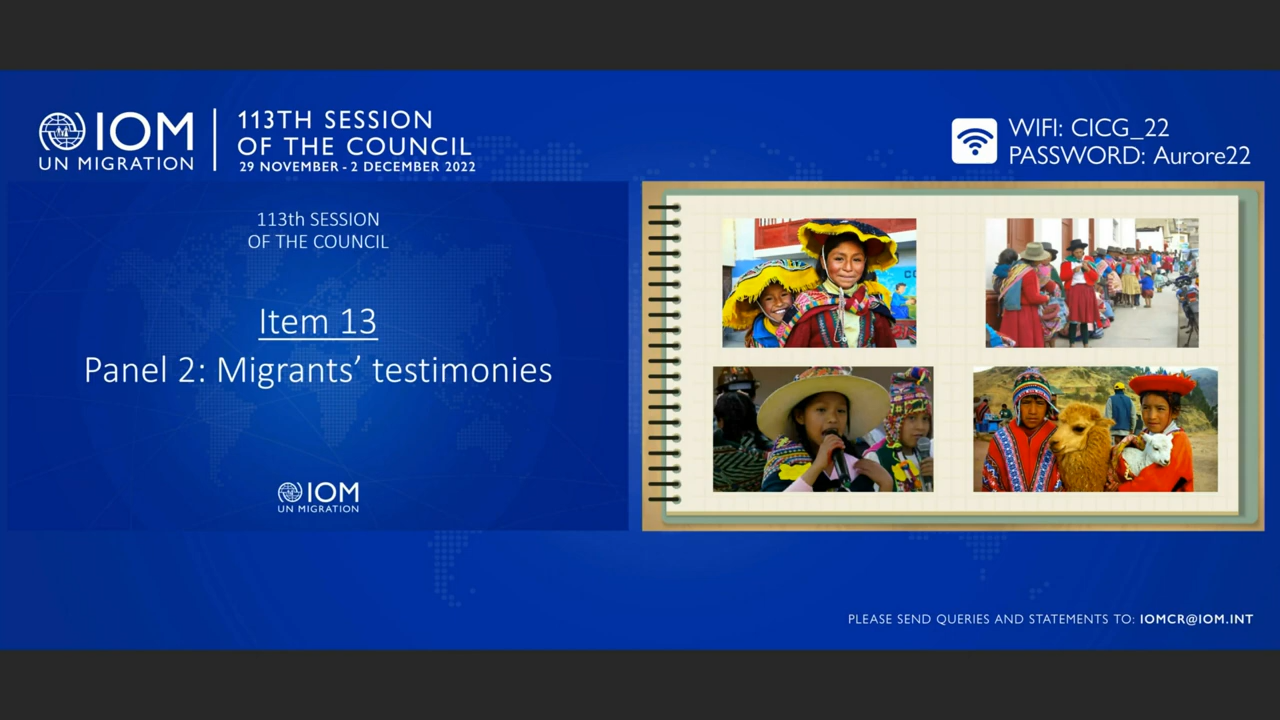 IOM
UN MIGRATION
113TH SESSION
OF THE COUNCIL
29 NOVEMBER - 2 DECEMBER 2022
WIFI: CICG_22
PASSWORD: Aurore22
113th SESSION
OF THE COUNCIL
Item 13
Panel 2: Migrants’ testimonies
IOM
UN MIGRATION
PLEASE SEND QUERIES AND STATEMENTS TO: IOMCR@IOM.INT